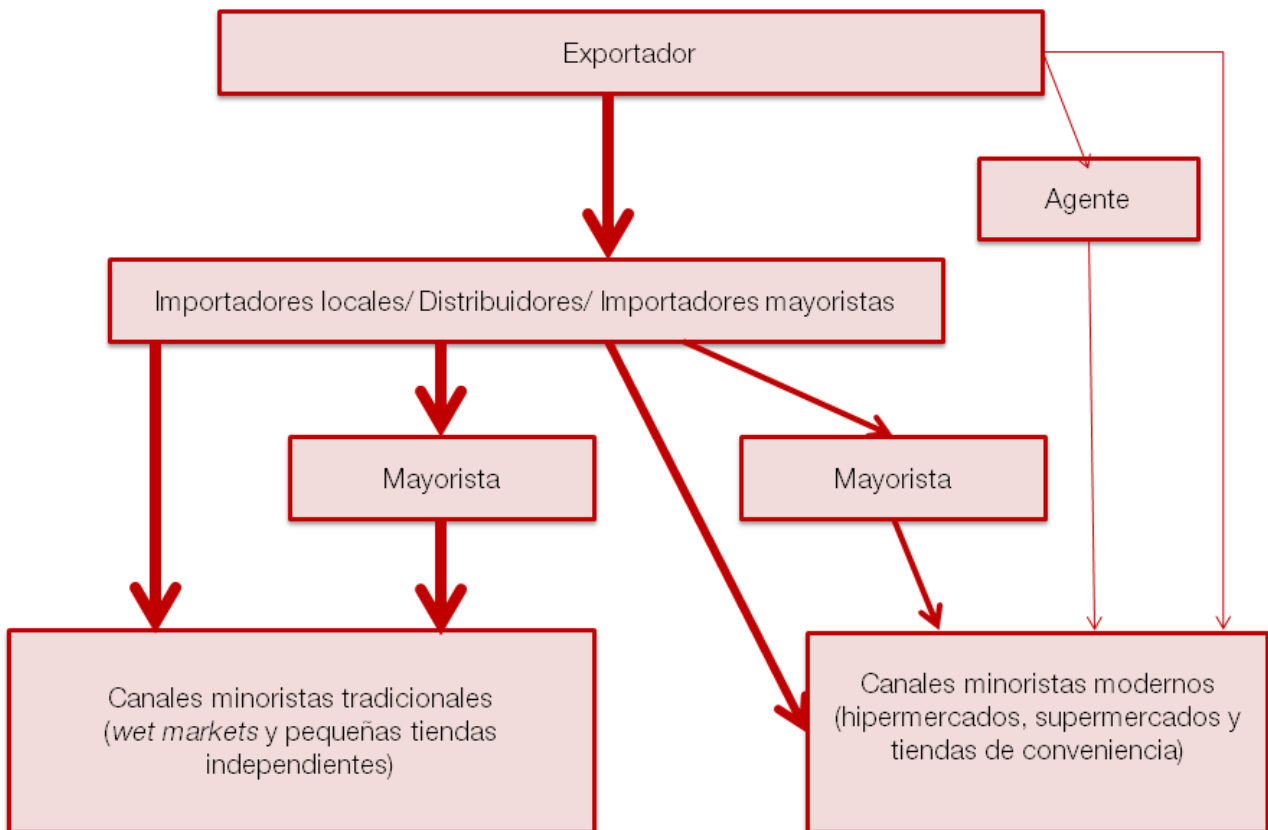 Exportador
Agente
Importadores locales/ Distribuidores/ Importadores mayoristas
Mayorista
Mayorista
Canales minoristas tradicionales
(wet markets y pequeñas tiendas
independientes)
Canales minoristas modernos
(hipermercados, supermercados y
tiendas de conveniencia)